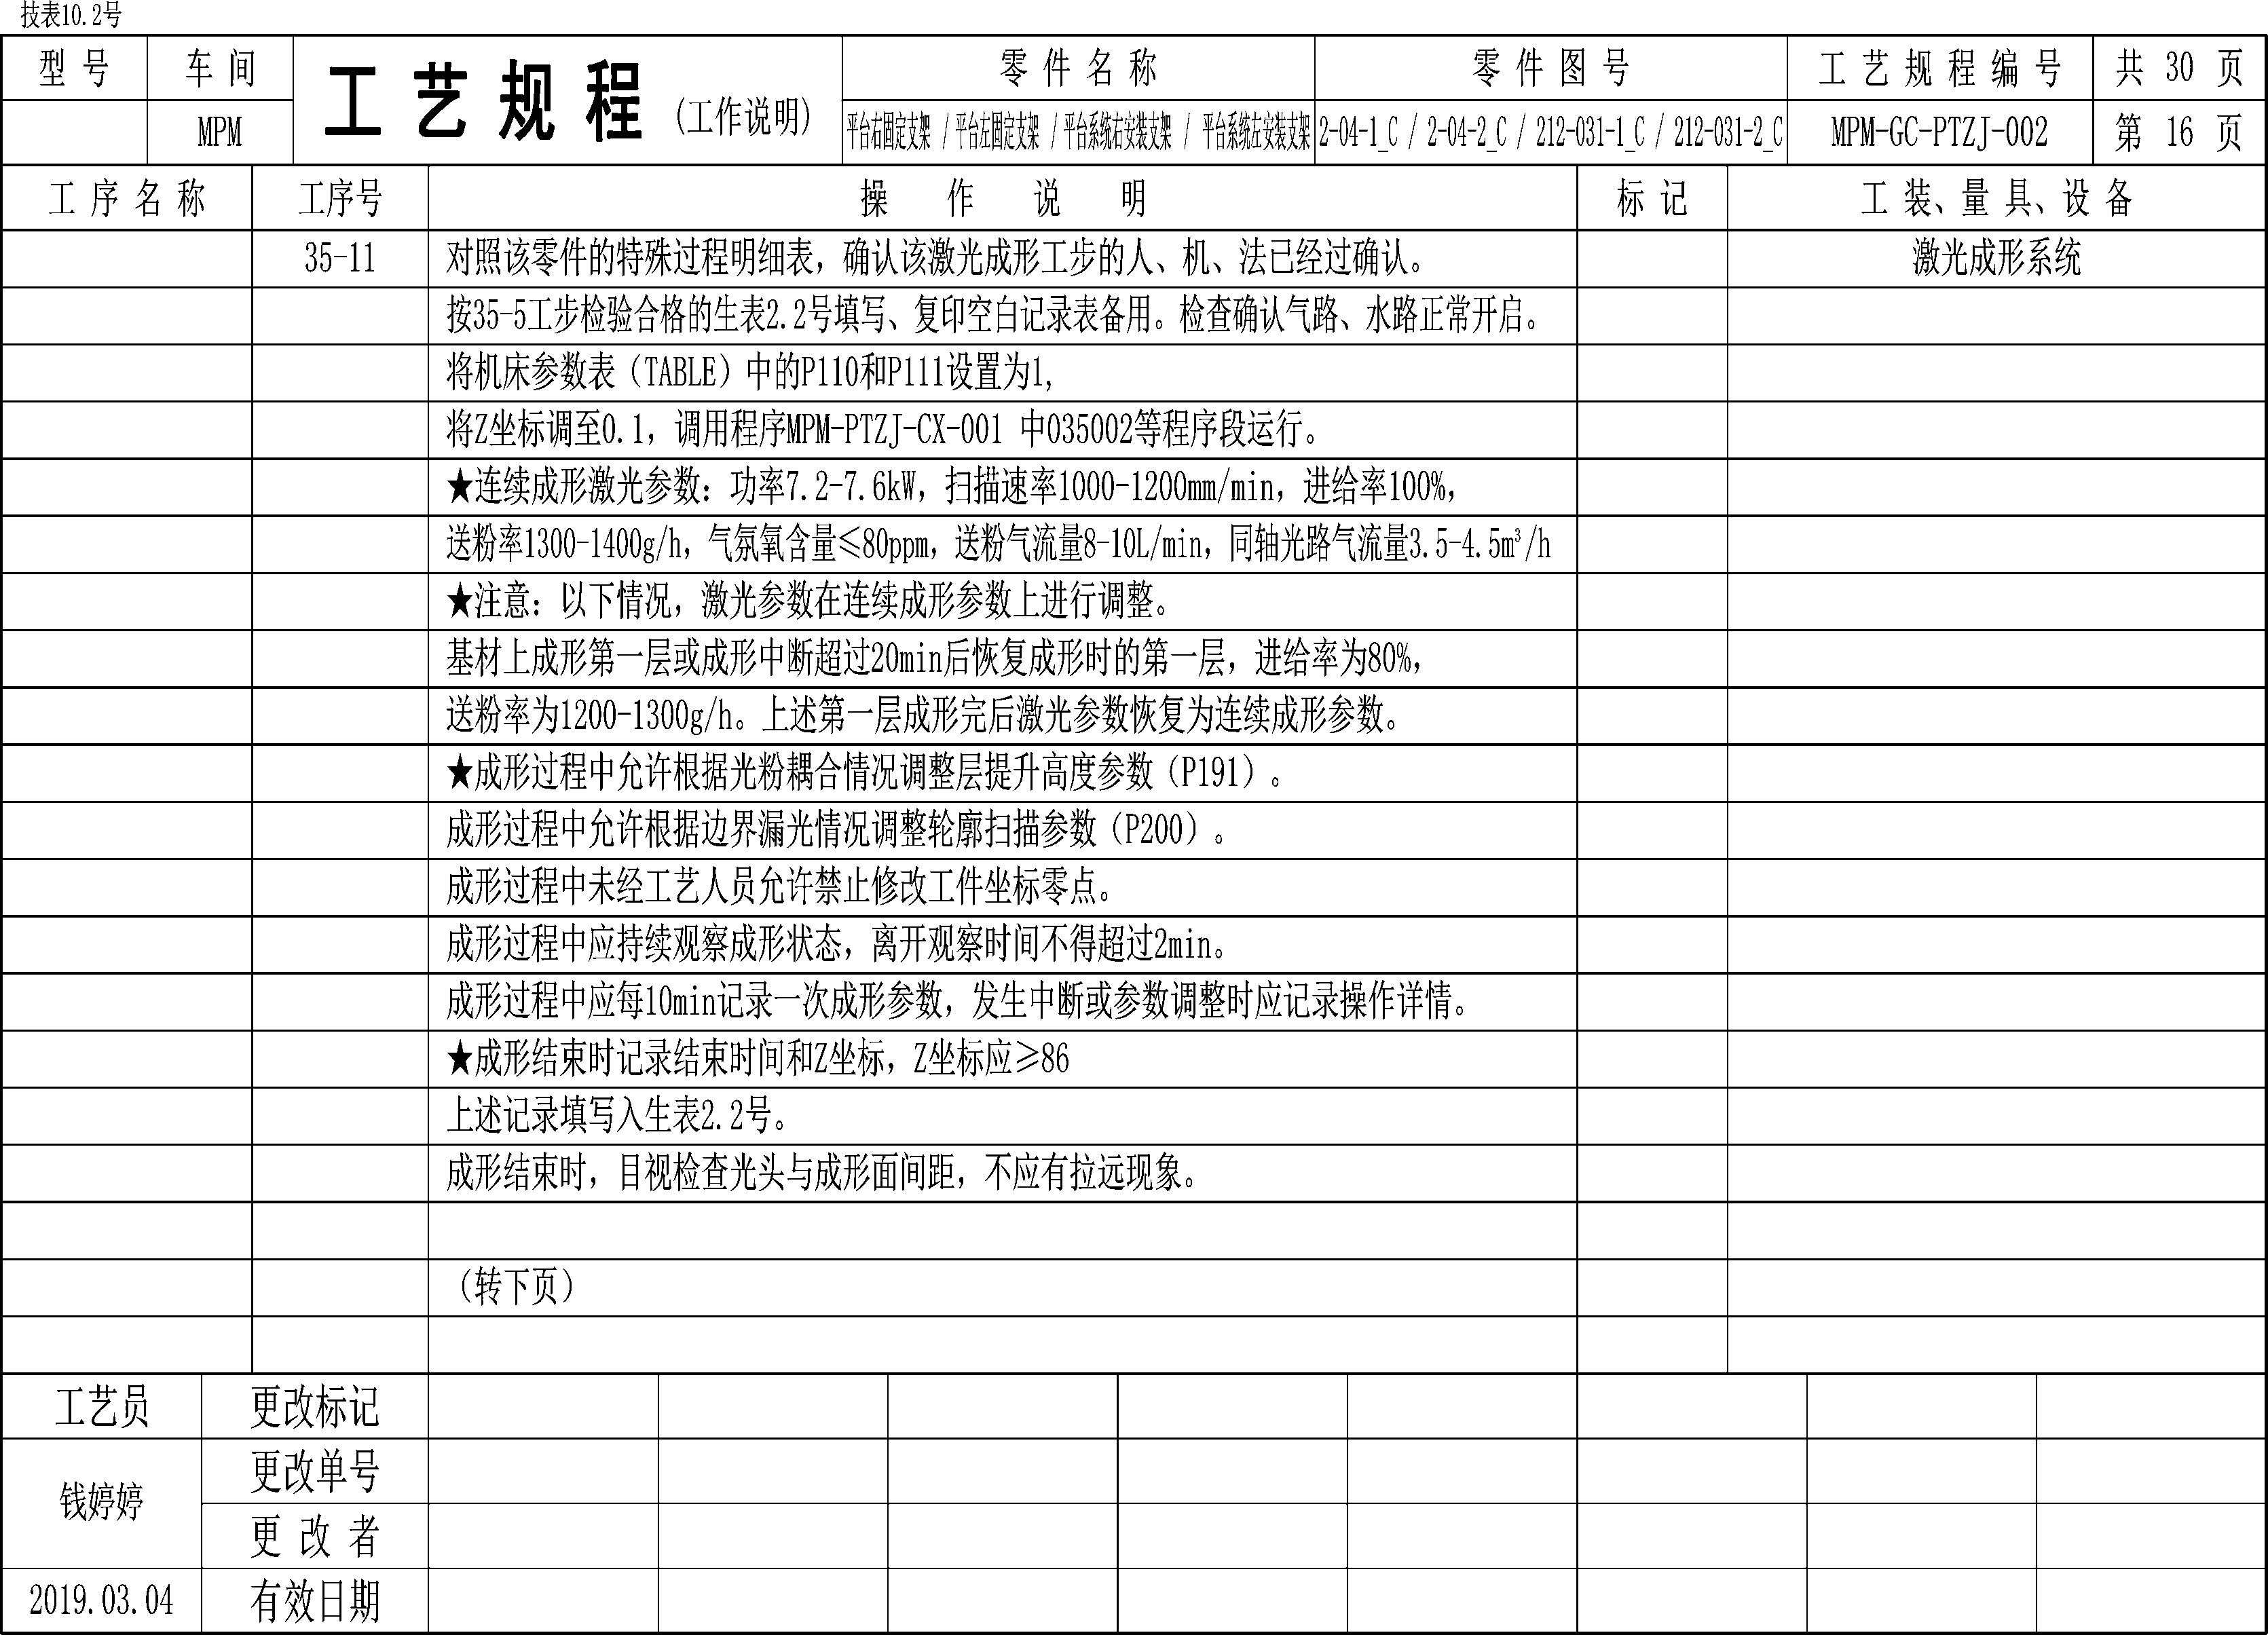 技表10.2号
型 号 车 间 工 艺 规 程 (工作说明) 零 件 名 称 零 件 图 号 工 艺 规 程 编 号 共 30 页
MPM 平台右固定支架 / 平台左固定支架 / 平台系统右安装支架 / 平台系统左安装支架 2-04-1_C / 2-04-2_C / 212-031-1_C / 212-031-2_C MPM-GC-PTZJ-002 第 16 页
工 序 名 称 工序号 操 作 说 明 标 记 工 装、量 具、设 备
35-11 对照该零件的特殊过程明细表，确认该激光成形工步的人、机、法已经过确认。 激光成形系统
按35-5工步检验合格的生表2.2号填写、复印空白记录表备用。检查确认气路、水路正常开启。
将机床参数表（TABLE）中的P110和P111设置为1,
将Z坐标调至0.1，调用程序MPM-PTZJ-CX-001 中035002等程序段运行。
★连续成形激光参数：功率7.2-7.6kW，扫描速率1000-1200mm/min，进给率100%，
送粉率1300-1400g/h，气氛氧含量≤80ppm，送粉气流量8-10L/min，同轴光路气流量3.5-4.5m³/h
★注意：以下情况，激光参数在连续成形参数上进行调整。
基材上成形第一层或成形中断超过20min后恢复成形时的第一层，进给率为80%，
送粉率为1200-1300g/h。上述第一层成形完后激光参数恢复为连续成形参数。
★成形过程中允许根据光粉耦合情况调整层提升高度参数（P191）。
成形过程中允许根据边界漏光情况调整轮廓扫描参数（P200）。
成形过程中未经工艺人员允许禁止修改工件坐标零点。
成形过程中应持续观察成形状态，离开观察时间不得超过2min。
成形过程中应每10min记录一次成形参数，发生中断或参数调整时应记录操作详情。
★成形结束时记录结束时间和Z坐标，Z坐标应≥86
上述记录填写入生表2.2号。
成形结束时，目视检查光头与成形面间距，不应有拉远现象。
（转下页）
工艺员 更改标记
钱婷婷 更改单号
更 改 者
2019.03.04 有效日期